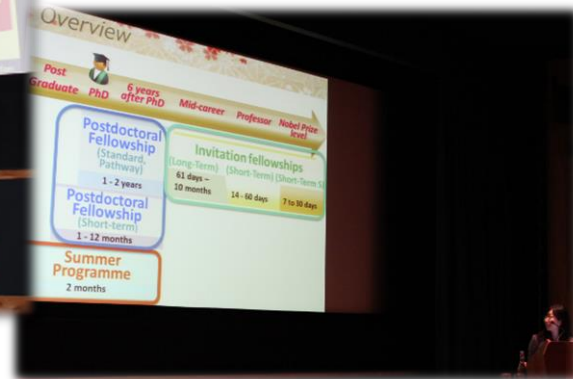 Overview
Post
Graduate
PhD
6 years
after PhD
Mid-career
Professor
Nobel Prize
level
Postdoctoral
Fellowship
(Standard,
Pathway)
1 - 2 years
Postdoctoral
Fellowship
(Short-term)
1 - 12 months
Summer
Programme
2 months
Invitation fellowships
(Long-Term) (Short-Term) (Short-Term S)
61 days –
10 months
14 - 60 days
7 to 30 days